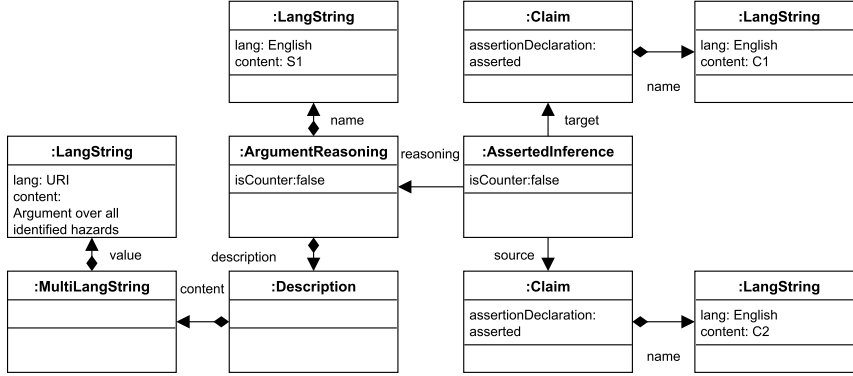 :LangString
lang: English
content: S1
:Claim
assertionDeclaration:
asserted
:LangString
lang: English
content: C1
name
name
target
:LangString
lang: URI
content:
Argument over all
identified hazards
:ArgumentReasoning
isCounter:false
reasoning
:AssertedInference
isCounter:false
value
description
source
:MultiLangString
content
:Description
:Claim
assertionDeclaration:
asserted
:LangString
lang: English
content: C2
name